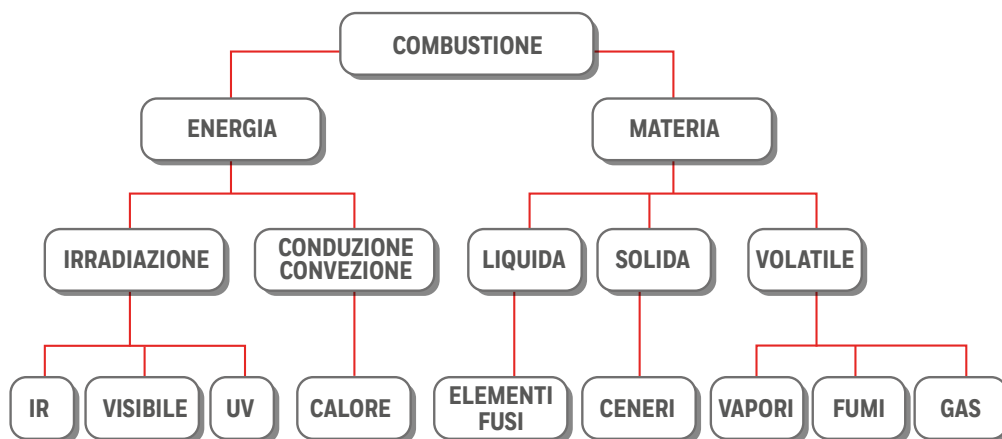 COMBUSTIONE
ENERGIA
MATERIA
IRRADIAZIONE
CONDUZIONE
CONVEZIONE
LIQUIDA
SOLIDA
VOLATILE
IR
VISIBILE
UV
CALORE
ELEMENTI
FUSI
CENERI
VAPORI
FUMI
GAS